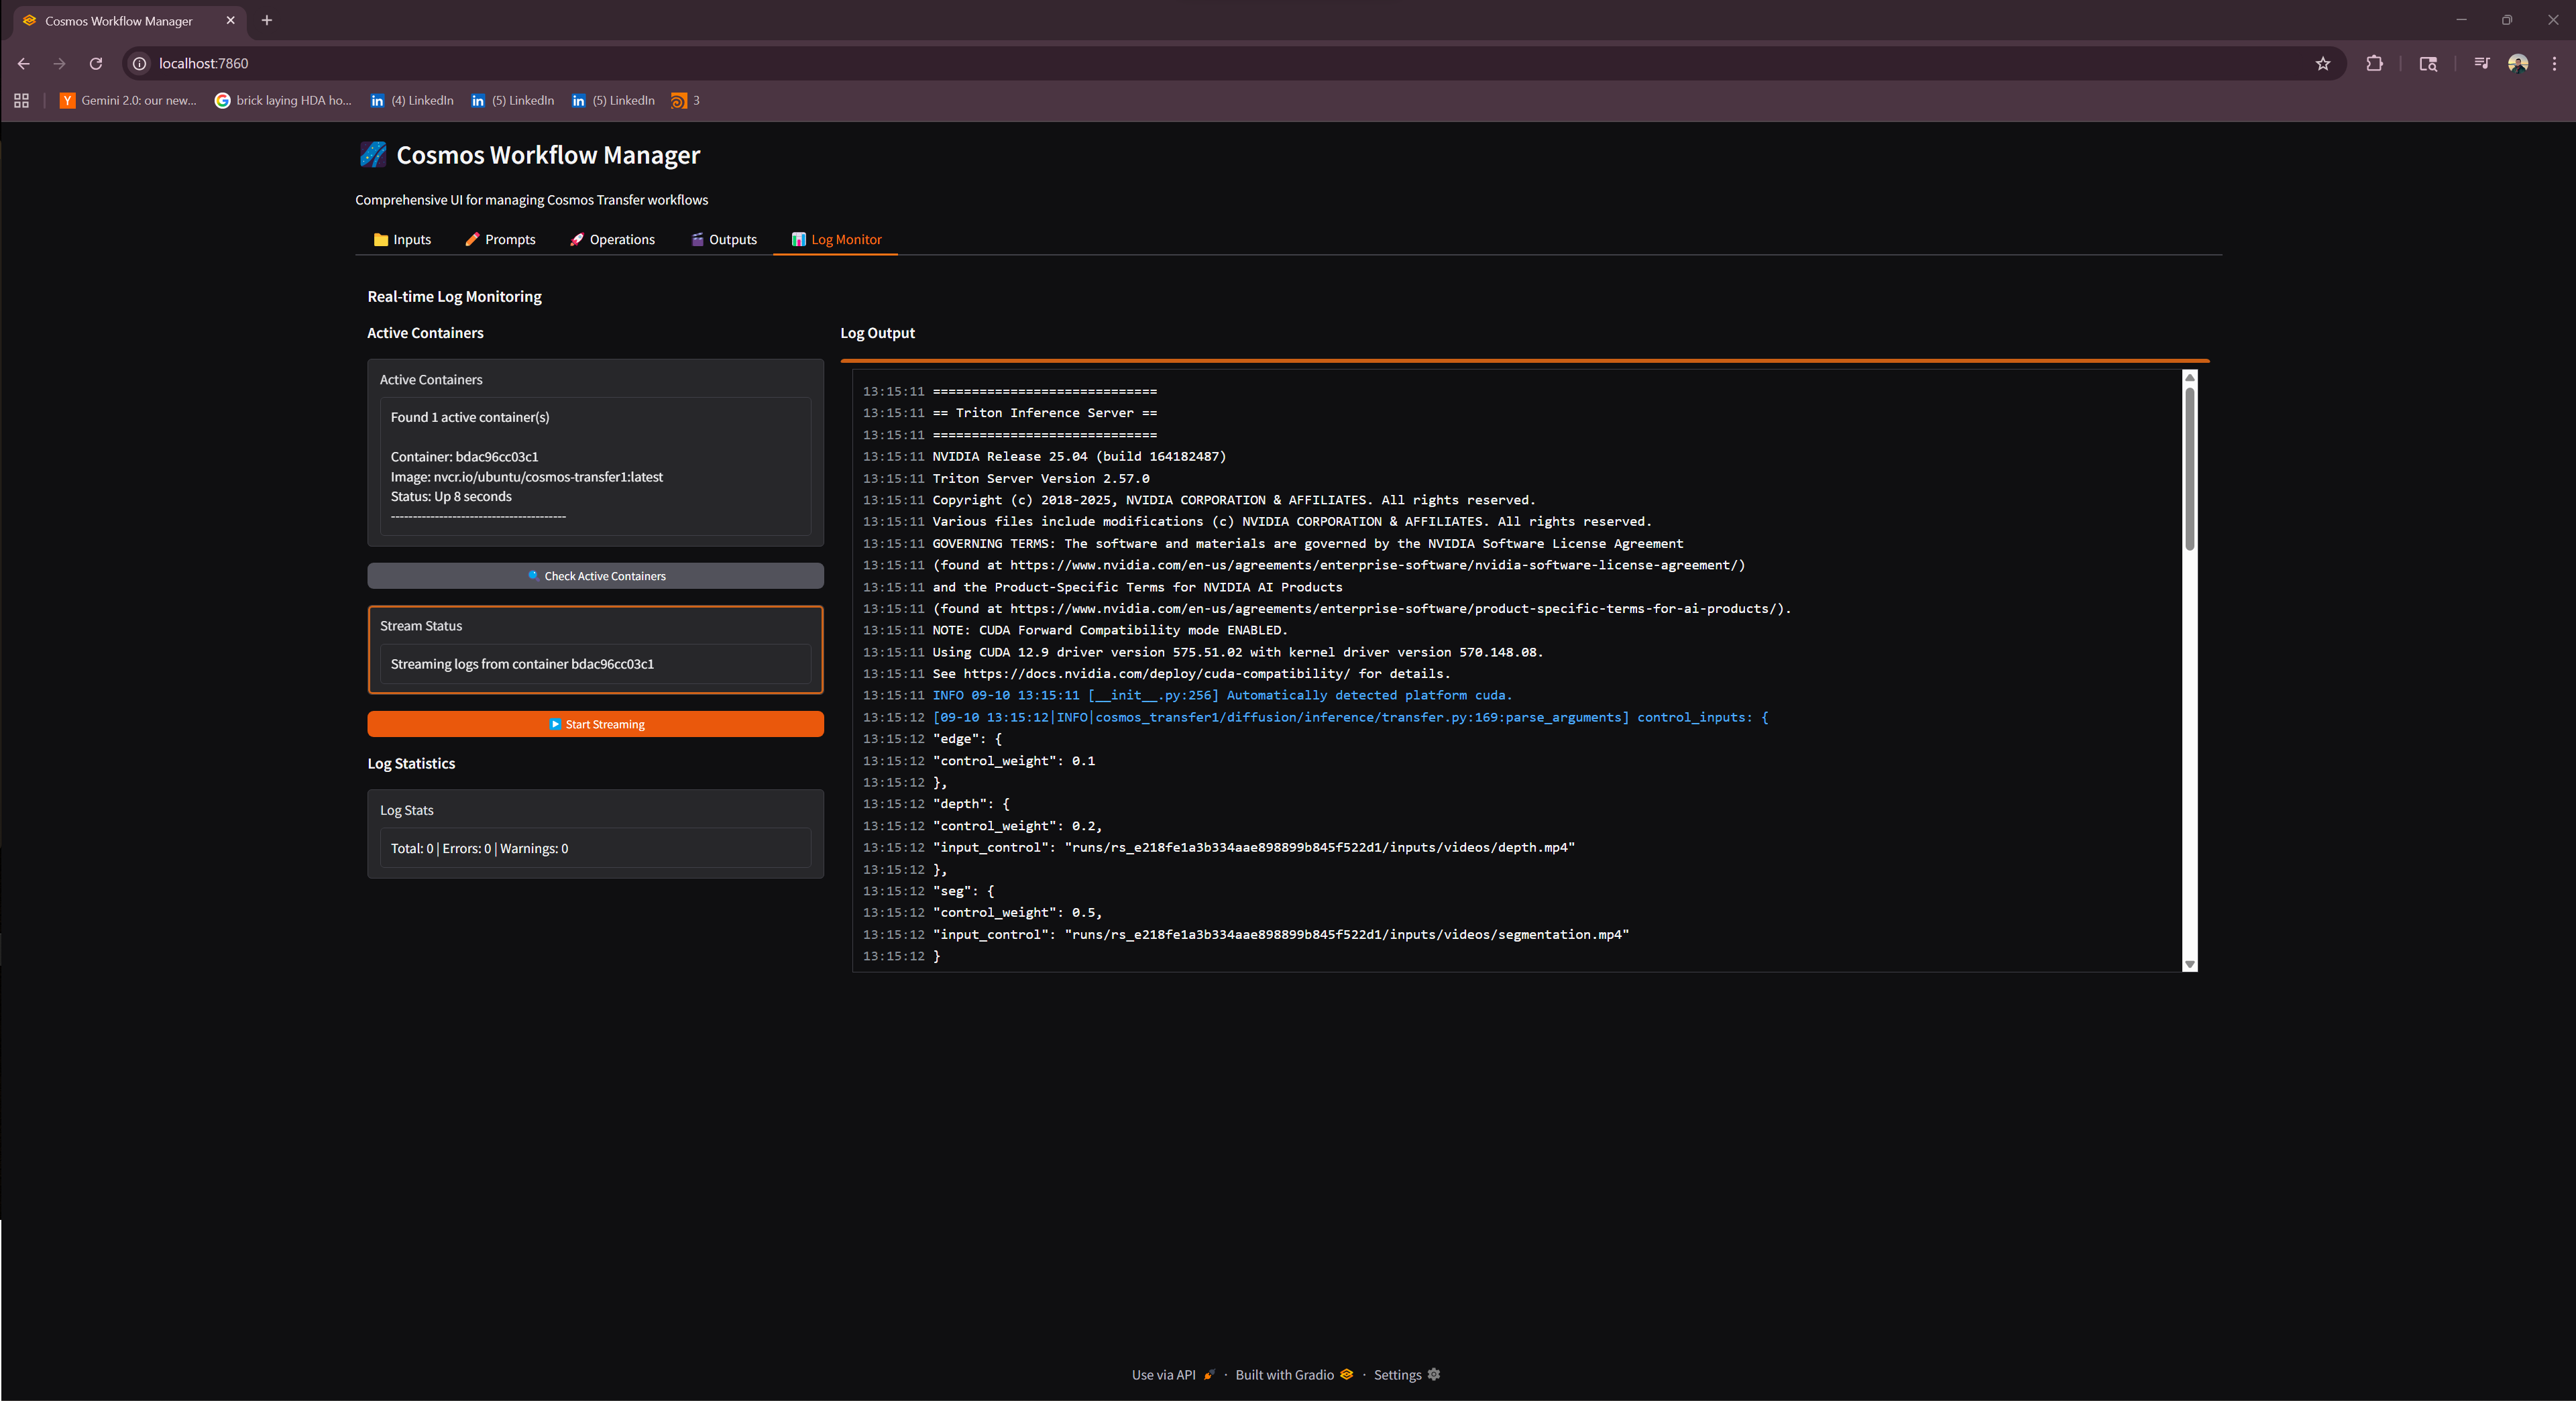 Cosmos Workflow Manager
localhost:7860
Gemini 2.0: our new...
brick laying HDA ho...
(4) LinkedIn
(5) LinkedIn
(5) LinkedIn
3
Cosmos Workflow Manager
Comprehensive UI for managing Cosmos Transfer workflows
Inputs
Prompts
Operations
Outputs
Log Monitor
Real-time Log Monitoring
Active Containers
Active Containers
Found 1 active container(s)
Container: bdac96cc03c1
Image: nvcr.io/ubuntu/cosmos-transfer1:latest
Status: Up 8 seconds
----------------------------------------
Check Active Containers
Stream Status
Streaming logs from container bdac96cc03c1
Start Streaming
Log Statistics
Log Stats
Total: 0 | Errors: 0 | Warnings: 0
Log Output
13:15:11 =============================
13:15:11 == Triton Inference Server ==
13:15:11 =============================
13:15:11 NVIDIA Release 25.04 (build 164182487)
13:15:11 Triton Server Version 2.57.0
13:15:11 Copyright (c) 2018-2025, NVIDIA CORPORATION & AFFILIATES. All rights reserved.
13:15:11 Various files include modifications (c) NVIDIA CORPORATION & AFFILIATES. All rights reserved.
13:15:11 GOVERNING TERMS: The software and materials are governed by the NVIDIA Software License Agreement
13:15:11 (found at https://www.nvidia.com/en-us/agreements/enterprise-software/nvidia-software-license-agreement/)
13:15:11 and the Product-Specific Terms for NVIDIA AI Products
13:15:11 (found at https://www.nvidia.com/en-us/agreements/enterprise-software/product-specific-terms-for-ai-products/).
13:15:11 NOTE: CUDA Forward Compatibility mode ENABLED.
13:15:11 Using CUDA 12.9 driver version 575.51.02 with kernel driver version 570.148.08.
13:15:11 See https://docs.nvidia.com/deploy/cuda-compatibility/ for details.
13:15:11 INFO 09-10 13:15:11 [__init__.py:256] Automatically detected platform cuda.
13:15:12 [09-10 13:15:12|INFO|cosmos_transfer1/diffusion/inference/transfer.py:169:parse_arguments] control_inputs: {
13:15:12 "edge": {
13:15:12 "control_weight": 0.1
13:15:12 },
13:15:12 "depth": {
13:15:12 "control_weight": 0.2,
13:15:12 "input_control": "runs/rs_e218fe1a3b334aae898899b845f522d1/inputs/videos/depth.mp4"
13:15:12 },
13:15:12 "seg": {
13:15:12 "control_weight": 0.5,
13:15:12 "input_control": "runs/rs_e218fe1a3b334aae898899b845f522d1/inputs/videos/segmentation.mp4"
13:15:12 }
Use via API · Built with Gradio · Settings